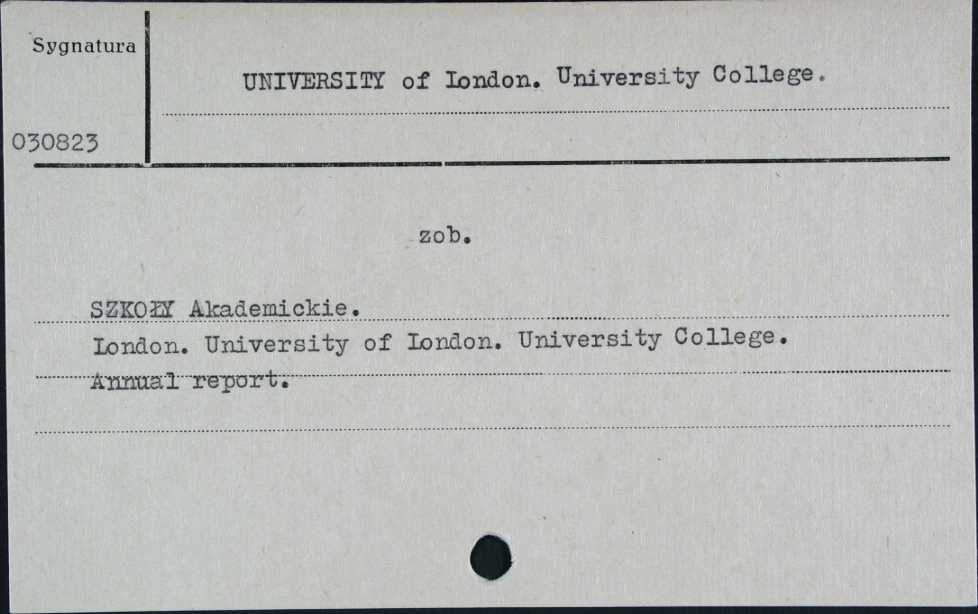 Sygnatura
UNIVERSITY of London. University College.
030823
zob.
SZKOŁY Akademickie.
London. University of London. University College.
Annual report.